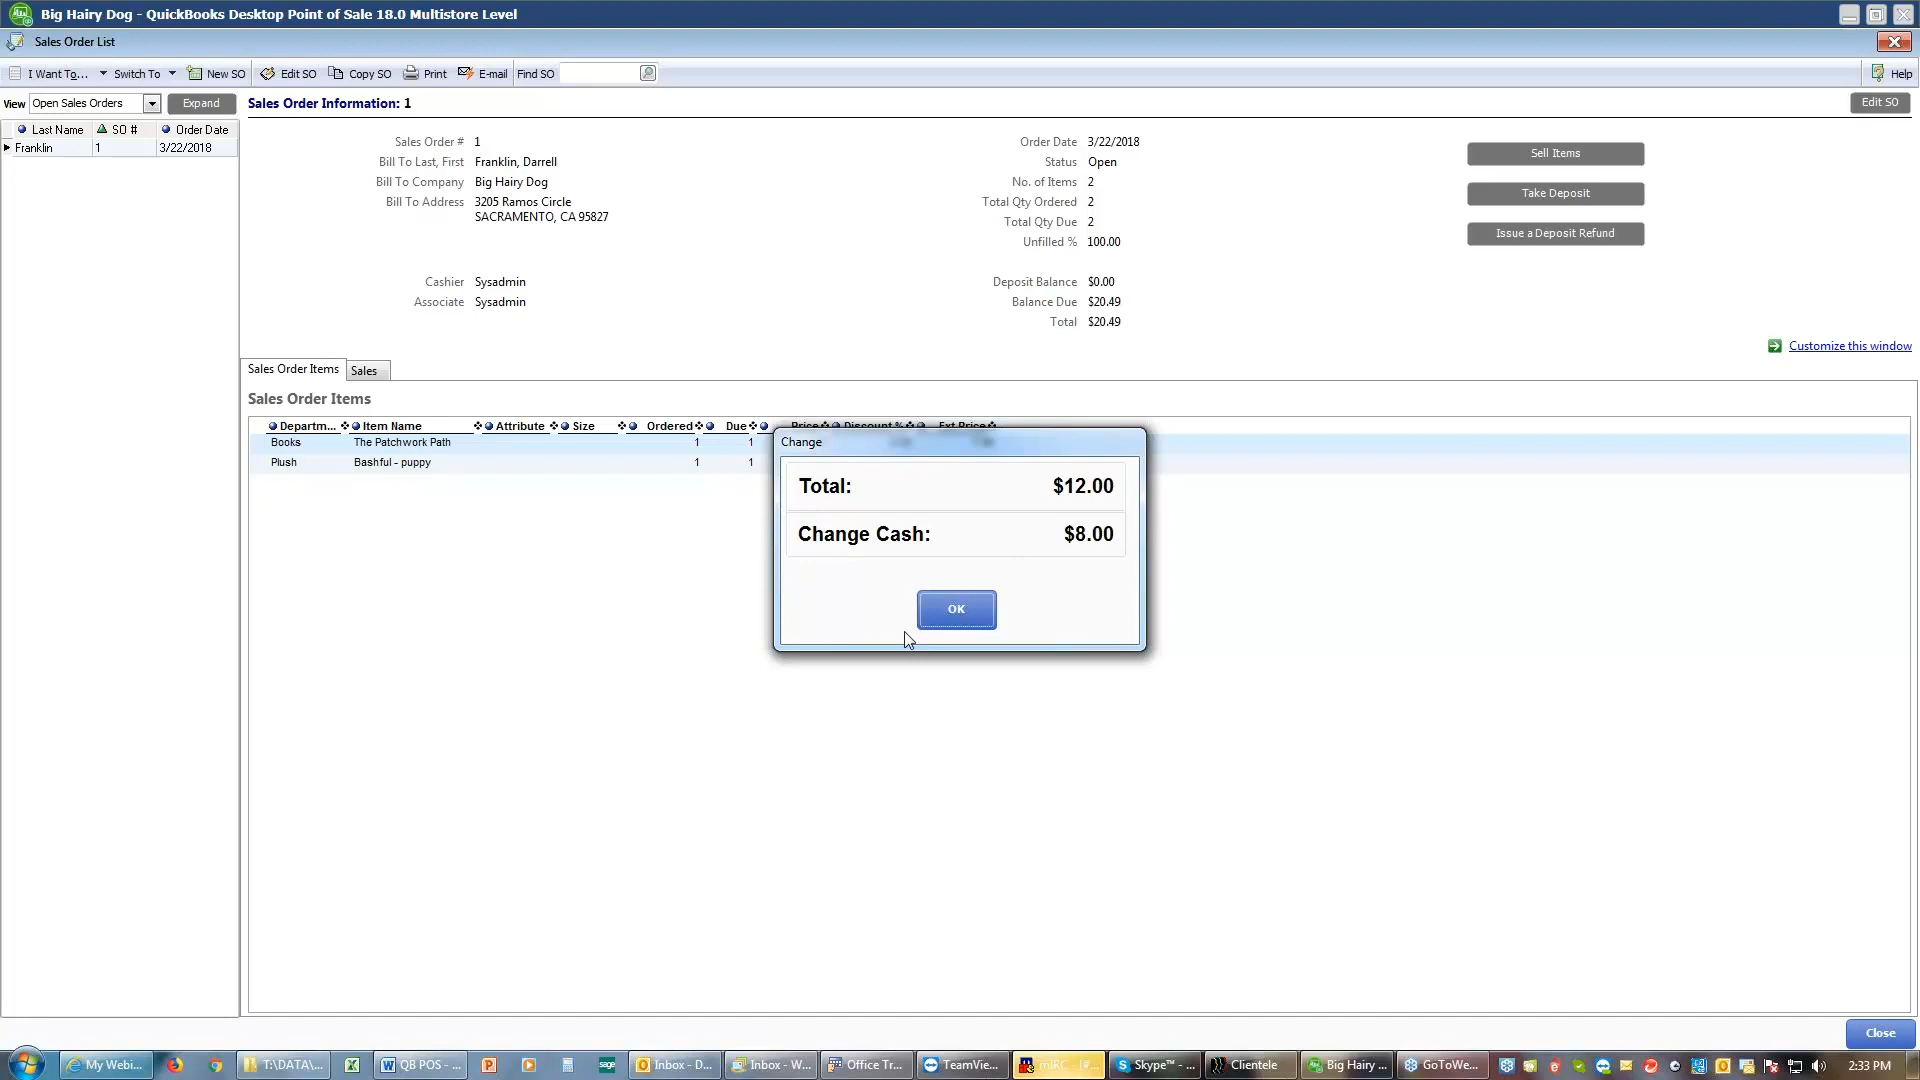 Big Hairy Dog - QuickBooks Desktop Point of Sale 18.0 Multistore Level
Sales Order List
I Want To... Switch To New SO Edit SO Copy SO Print E-mail Find SO Help
View Open Sales Orders Expand Sales Order Information: 1 Edit SO
Last Name SO # Order Date
Franklin 1 3/22/2018
Sales Order # 1
Bill To Last, First Franklin, Darrell
Bill To Company Big Hairy Dog
Bill To Address 3205 Ramos Circle
SACRAMENTO, CA 95827
Cashier Sysadmin
Associate Sysadmin
Order Date 3/22/2018
Status Open
No. of Items 2
Total Qty Ordered 2
Total Qty Due 2
Unfilled % 100.00
Deposit Balance $0.00
Balance Due $20.49
Total $20.49
Sell Items
Take Deposit
Issue a Deposit Refund
Customize this window
Sales Order Items Sales
Sales Order Items
Departm... Item Name Attribute Size Ordered Due Price Discount % Ext Price
Books The Patchwork Path 1 1
Plush Bashful - puppy 1 1
Change
Total: $12.00
Change Cash: $8.00
OK
Close
My Webi... T:\DATA\... QB POS - ... sage Inbox - D... Inbox - W... Office Tr... TeamVie... mIRC Skype™ - ... Clientele Big Hairy ... GoToWe... 2:33 PM